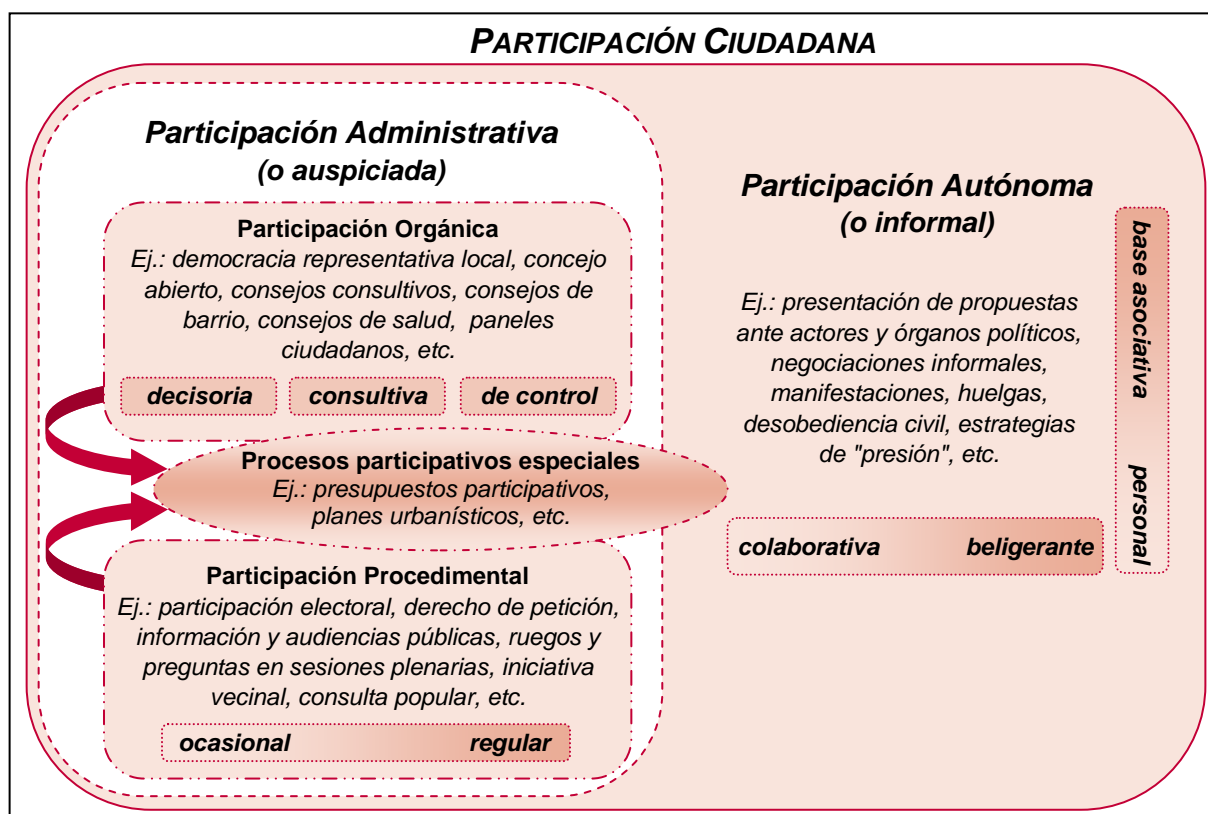 PARTICIPACIÓN CIUDADANA
Participación Administrativa
(o auspiciada)
Participación Orgánica
Ej.: democracia representativa local, concejo
abierto, consejos consultivos, consejos de
barrio, consejos de salud, paneles
ciudadanos, etc.
decisoria
consultiva
de control
Procesos participativos especiales
Ej.: presupuestos participativos,
planes urbanísticos, etc.
Participación Procedimental
Ej.: participación electoral, derecho de petición,
información y audiencias públicas, ruegos y
preguntas en sesiones plenarias, iniciativa
vecinal, consulta popular, etc.
ocasional
regular
Participación Autónoma
(o informal)
Ej.: presentación de propuestas
ante actores y órganos políticos,
negociaciones informales,
manifestaciones, huelgas,
desobediencia civil, estrategias
de "presión", etc.
colaborativa
beligerante
base asociativa
personal